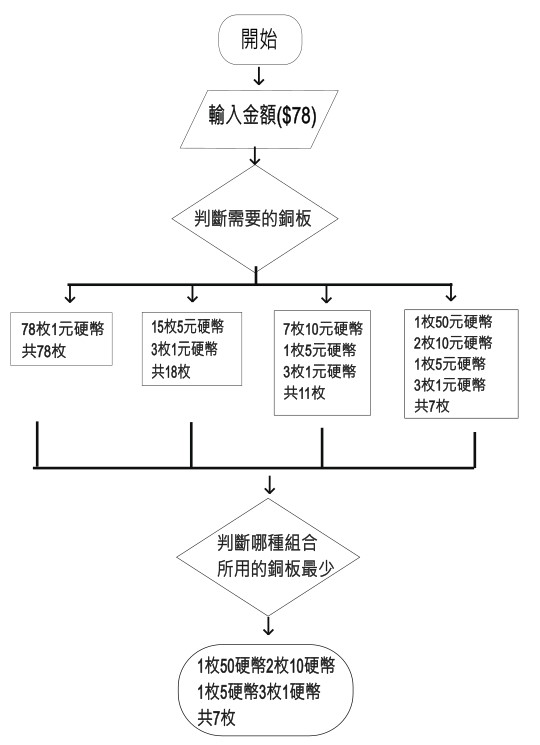 開始
輸入金額($78)
判斷需要的銅板
78枚1元硬幣
共78枚
15枚5元硬幣
3枚1元硬幣
共18枚
7枚10元硬幣
1枚5元硬幣
3枚1元硬幣
共11枚
1枚50元硬幣
2枚10元硬幣
1枚5元硬幣
3枚1元硬幣
共7枚
判斷哪種組合
所用的銅板最少
1枚50硬幣2枚10硬幣
1枚5硬幣3枚1硬幣
共7枚